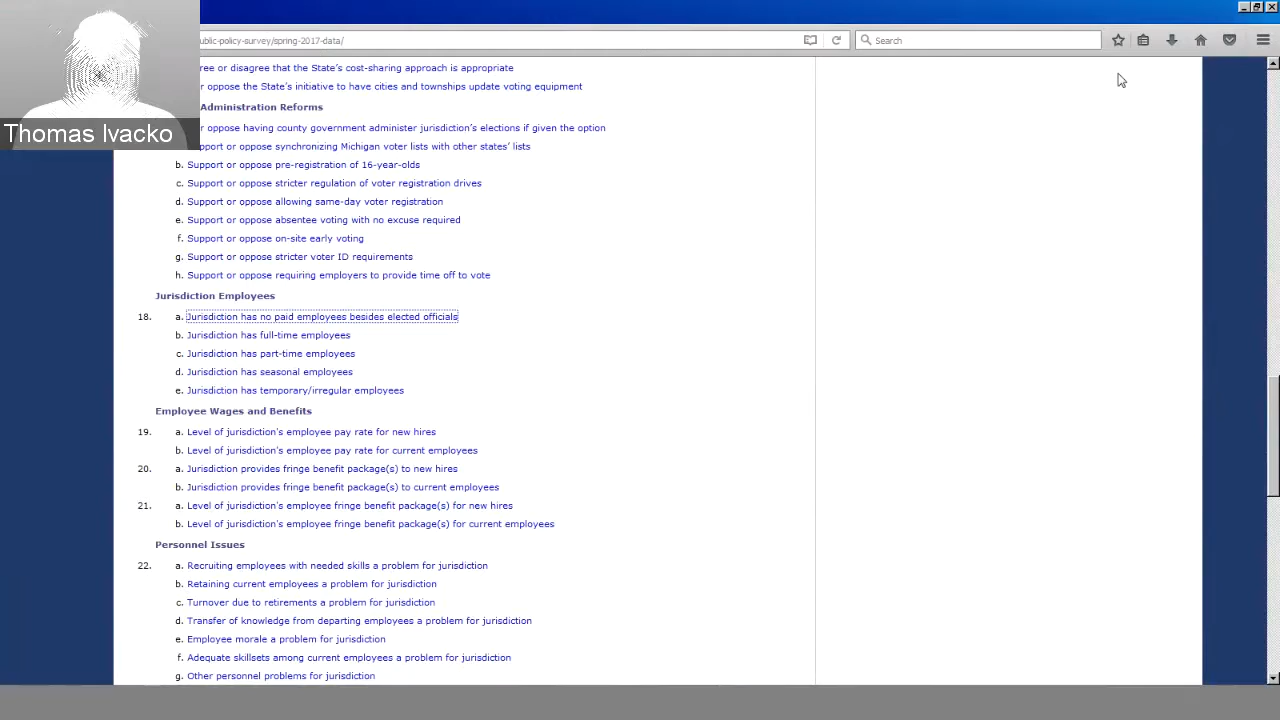 ublic-policy-survey/spring-2017-data/
Search
ree or disagree that the State's cost-sharing approach is appropriate
r oppose the State's initiative to have cities and townships update voting equipment
Administration Reforms
r oppose having county government administer jurisdiction's elections if given the option
Thomas Ivacko
pport or oppose synchronizing Michigan voter lists with other states' lists
b. Support or oppose pre-registration of 16-year-olds
c. Support or oppose stricter regulation of voter registration drives
d. Support or oppose allowing same-day voter registration
e. Support or oppose absentee voting with no excuse required
f. Support or oppose on-site early voting
g. Support or oppose stricter voter ID requirements
h. Support or oppose requiring employers to provide time off to vote
Jurisdiction Employees
18. a. Jurisdiction has no paid employees besides elected officials
b. Jurisdiction has full-time employees
c. Jurisdiction has part-time employees
d. Jurisdiction has seasonal employees
e. Jurisdiction has temporary/irregular employees
Employee Wages and Benefits
19. a. Level of jurisdiction's employee pay rate for new hires
b. Level of jurisdiction's employee pay rate for current employees
20. a. Jurisdiction provides fringe benefit package(s) to new hires
b. Jurisdiction provides fringe benefit package(s) to current employees
21. a. Level of jurisdiction's employee fringe benefit package(s) for new hires
b. Level of jurisdiction's employee fringe benefit package(s) for current employees
Personnel Issues
22. a. Recruiting employees with needed skills a problem for jurisdiction
b. Retaining current employees a problem for jurisdiction
c. Turnover due to retirements a problem for jurisdiction
d. Transfer of knowledge from departing employees a problem for jurisdiction
e. Employee morale a problem for jurisdiction
f. Adequate skillsets among current employees a problem for jurisdiction
g. Other personnel problems for jurisdiction